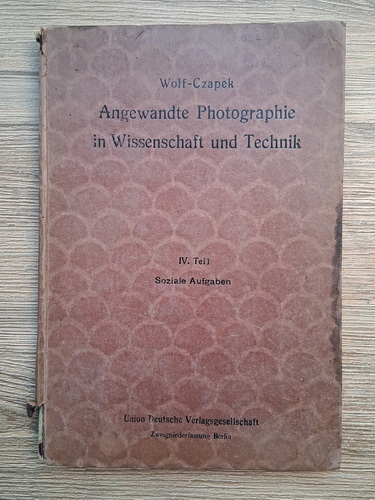 Wolf-Czapek
Angewandte Photographie
in Wissenschaft und Technik
IV. Teil
Soziale Aufgaben
Union Deutsche Verlagsgesellschaft
Zweigniederlassung Berlin